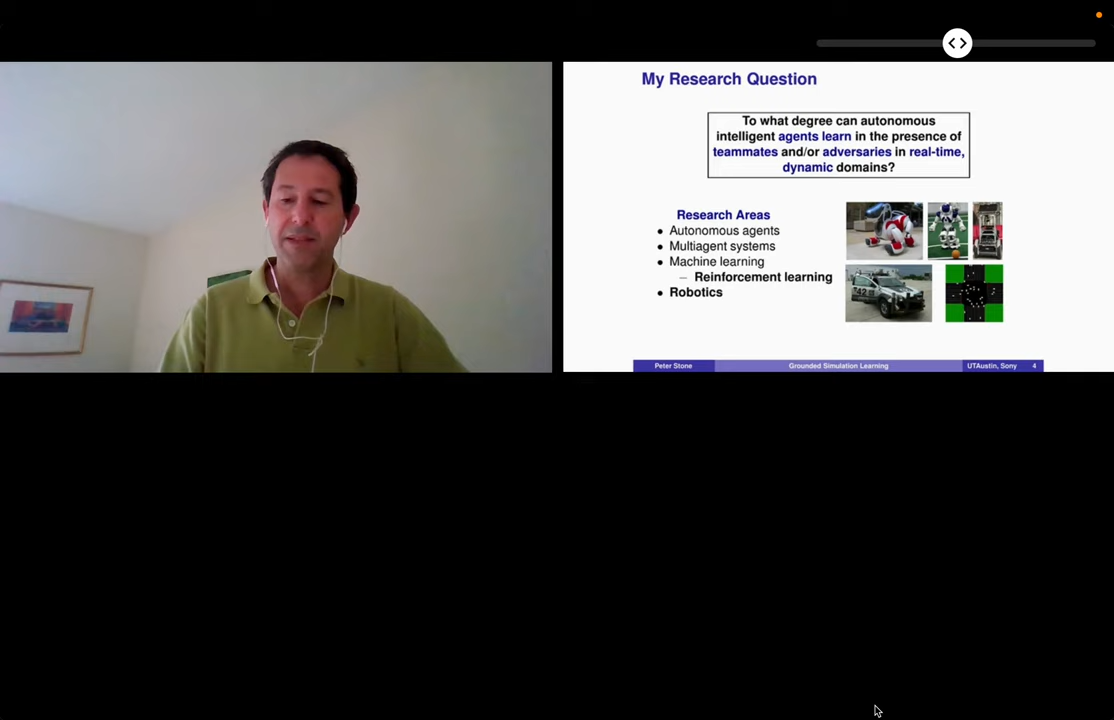 My Research Question
To what degree can autonomous
intelligent agents learn in the presence of
teammates and/or adversaries in real-time,
dynamic domains?
Research Areas
• Autonomous agents
• Multiagent systems
• Machine learning
– Reinforcement learning
• Robotics
42
Peter Stone Grounded Simulation Learning UTAustin, Sony 4